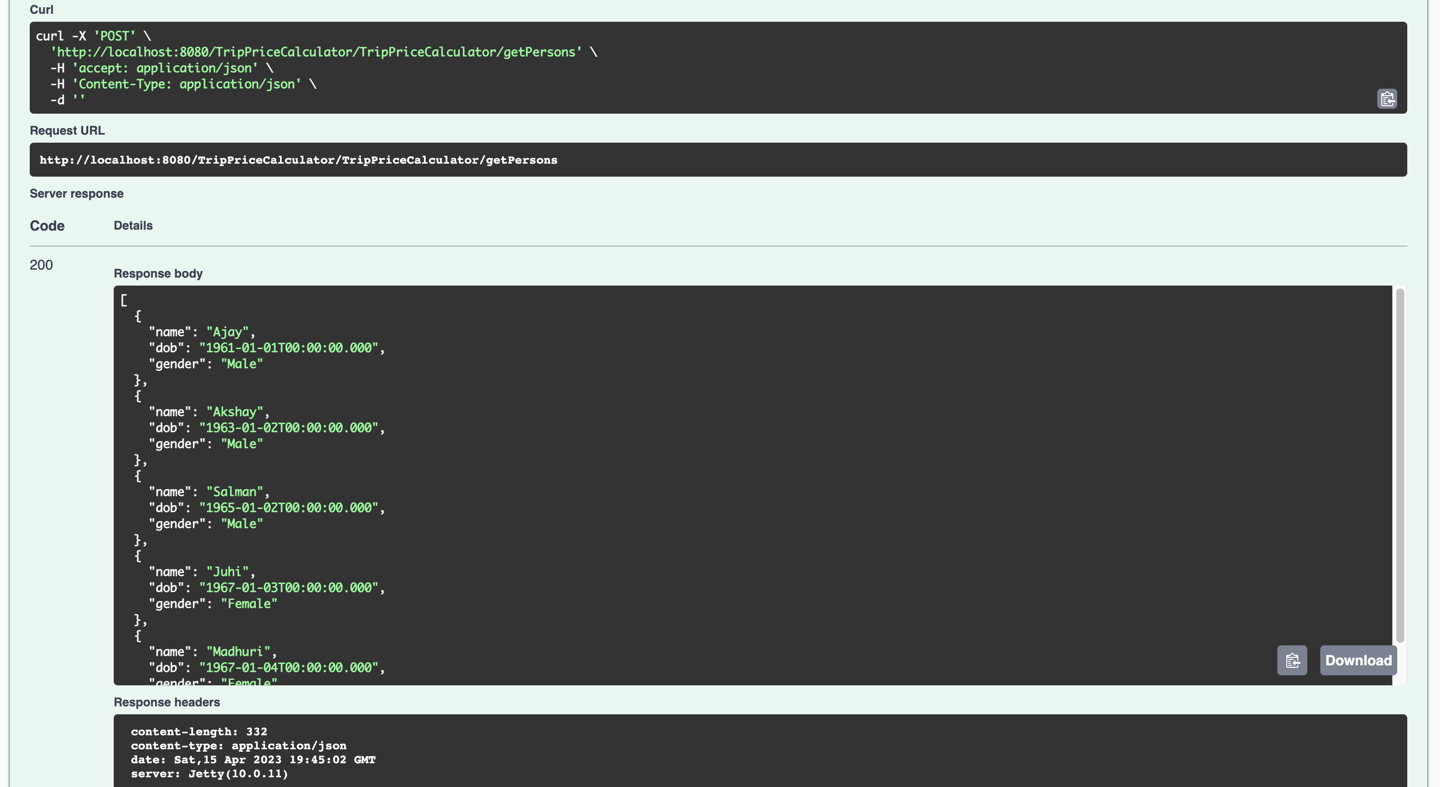 Curl
curl -X 'POST' \
  'http://localhost:8080/TripPriceCalculator/TripPriceCalculator/getPersons' \
  -H 'accept: application/json' \
  -H 'Content-Type: application/json' \
  -d ''
Request URL
http://localhost:8080/TripPriceCalculator/TripPriceCalculator/getPersons
Server response
Code Details
200
Response body
[
  {
    "name": "Ajay",
    "dob": "1961-01-01T00:00:00.000",
    "gender": "Male"
  },
  {
    "name": "Akshay",
    "dob": "1963-01-02T00:00:00.000",
    "gender": "Male"
  },
  {
    "name": "Salman",
    "dob": "1965-01-02T00:00:00.000",
    "gender": "Male"
  },
  {
    "name": "Juhi",
    "dob": "1967-01-03T00:00:00.000",
    "gender": "Female"
  },
  {
    "name": "Madhuri",
    "dob": "1967-01-04T00:00:00.000",
    "gender": "Female"
Download
Response headers
content-length: 332
content-type: application/json
date: Sat,15 Apr 2023 19:45:02 GMT
server: Jetty(10.0.11)